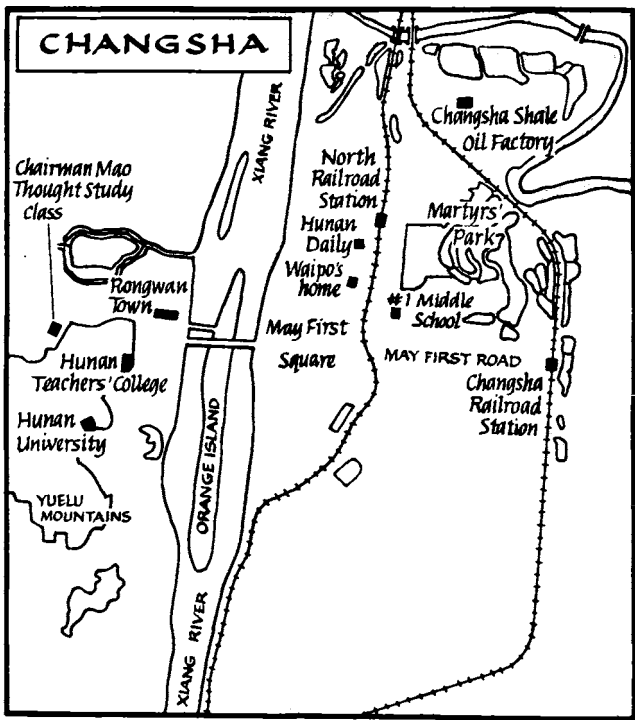 CHANGSHA
XIANG RIVER
Changsha Shale
Oil Factory
Chairman Mao
Thought Study
class
North
Railroad
Station
Martyrs'
Park
Hunan
Daily
Waipo's
home
Rongwan
Town
#1 Middle
School
May First
Square
MAY FIRST ROAD
Hunan
Teachers' College
Changsha
Railroad
Station
Hunan
University
ORANGE ISLAND
YUELU
MOUNTAINS
XIANG RIVER